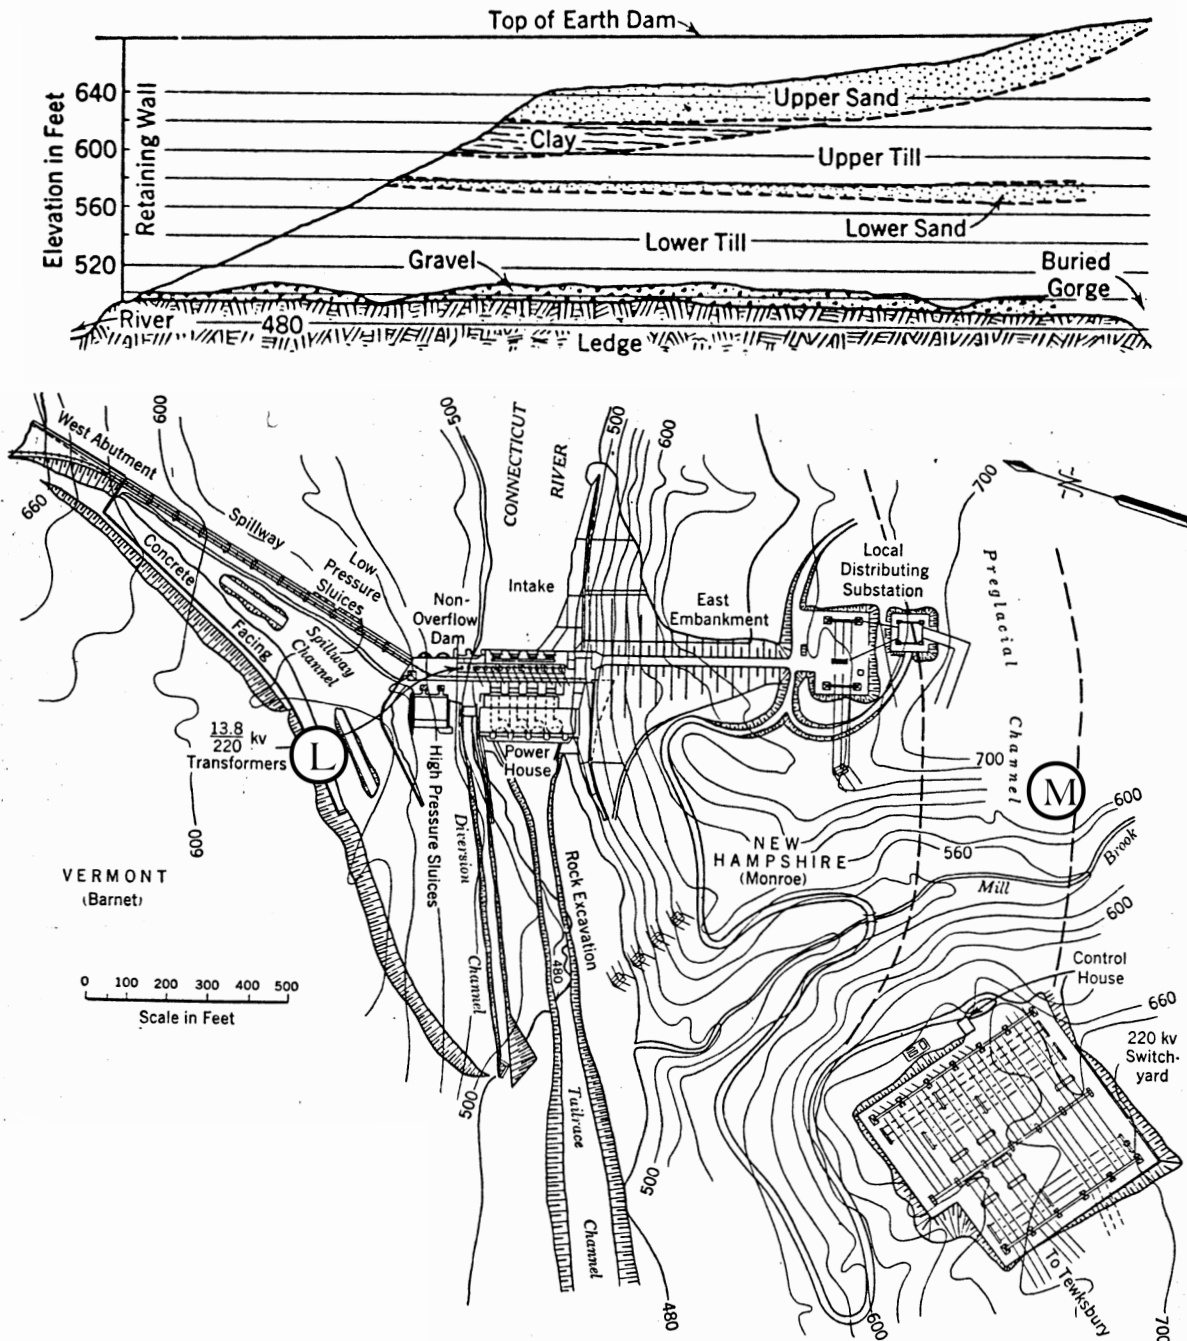 Top of Earth Dam
Elevation in Feet
Retaining Wall
640
600
560
520
Upper Sand
Clay
Upper Till
Lower Sand
Lower Till
Gravel
Buried
Gorge
River
480
Ledge
West Abutment
600
660
500
CONNECTICUT
RIVER
500
600
700
Spillway
Concrete
Facing
Low
Pressure
Sluices
Spillway
Channel
Non-
Overflow
Dam
Intake
East
Embankment
Local
Distributing
Substation
Preglacial
Channel
N
13.8
220 kv
Transformers
L
High Pressure Sluices
Power
House
Diversion
Channel
Rock Excavation
480
700
M
600
NEW
HAMPSHIRE
(Monroe)
560
Mill
Brook
600
VERMONT
(Barnet)
600
0 100 200 300 400 500
Scale in Feet
Control
House
660
220 kv
Switch-
yard
500
Tailrace
Channel
500
480
600
To Tewksbury
700